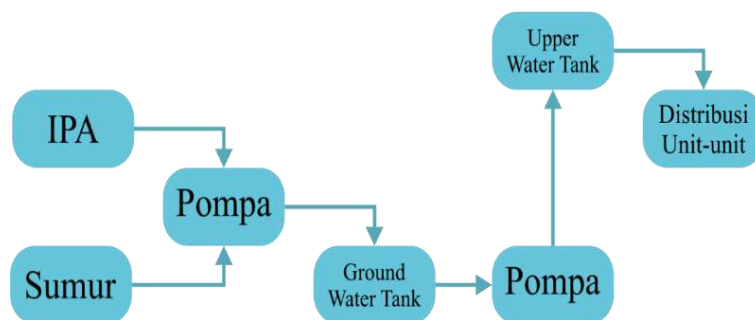 IPA
Sumur
Pompa
Ground
Water Tank
Pompa
Upper
Water Tank
Distribusi
Unit-unit